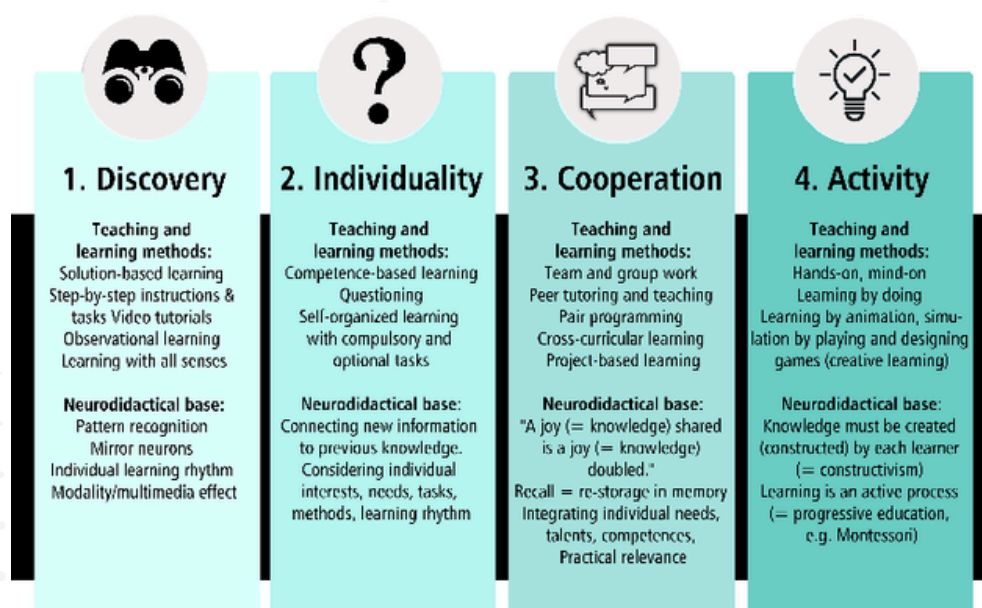 1. Discovery
Teaching and
learning methods:
Solution-based learning
Step-by-step instructions &
tasks Video tutorials
Observational learning
Learning with all senses
Neurodidactical base:
Pattern recognition
Mirror neurons
Individual learning rhythm
Modality/multimedia effect
2. Individuality
Teaching and
learning methods:
Competence-based learning
Questioning
Self-organized learning
with compulsory and
optional tasks
Neurodidactical base:
Connecting new information
to previous knowledge.
Considering individual
interests, needs, tasks,
methods, learning rhythm
3. Cooperation
Teaching and
learning methods:
Team and group work
Peer tutoring and teaching
Pair programming
Cross-curricular learning
Project-based learning
Neurodidactical base:
"A joy (= knowledge) shared
is a joy (= knowledge)
doubled."
Recall = re-storage in memory
Integrating individual needs,
talents, competences,
Practical relevance
4. Activity
Teaching and
learning methods:
Hands-on, mind-on
Learning by doing
Learning by animation, simu-
lation by playing and designing
games (creative learning)
Neurodidactical base:
Knowledge must be created
(constructed) by each learner
(= constructivism)
Learning is an active process
(= progressive education,
e.g. Montessori)